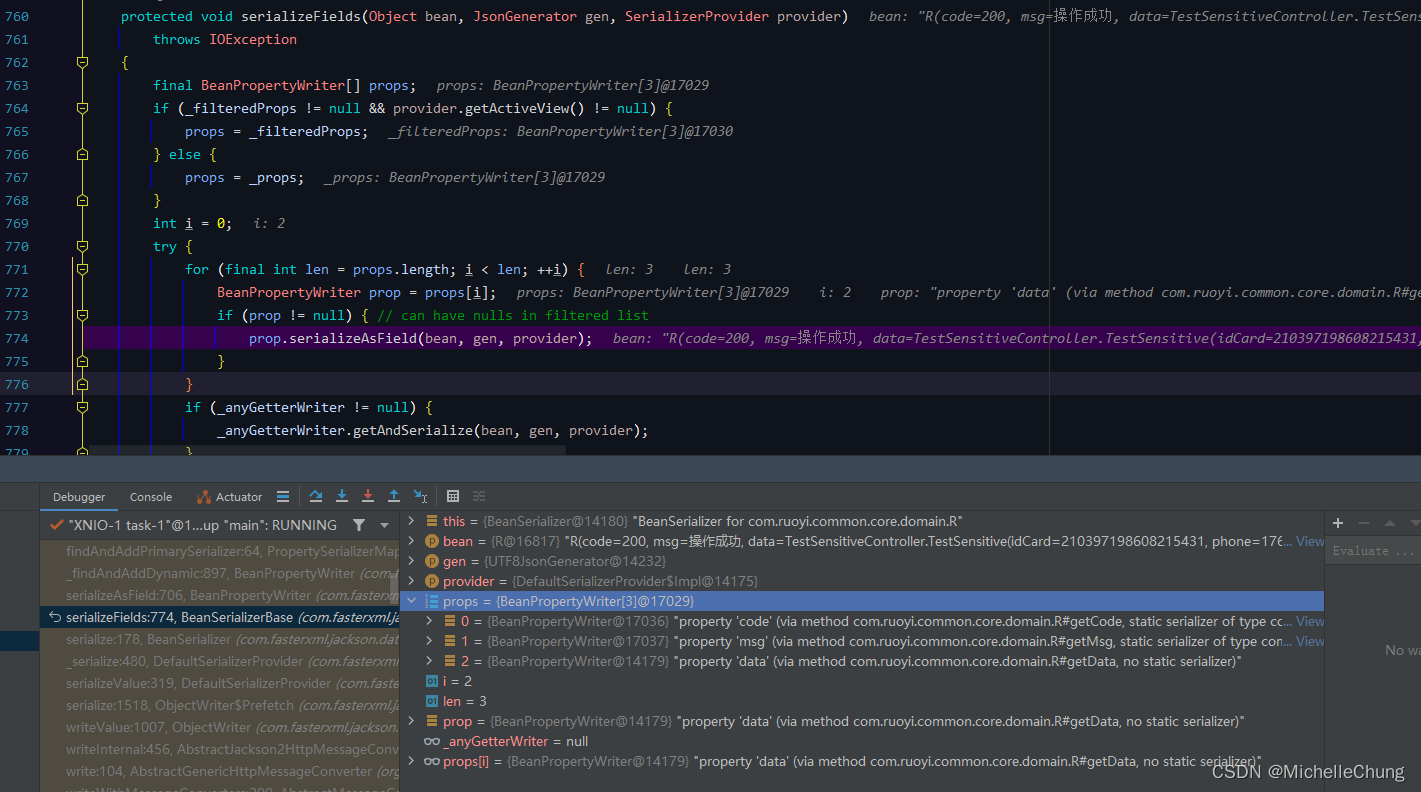 760 protected void serializeFields(Object bean, JsonGenerator gen, SerializerProvider provider) bean: "R(code=200, msg=操作成功, data=TestSensitiveController.TestSens
761 throws IOException
762 {
763 final BeanPropertyWriter[] props; props: BeanPropertyWriter[3]@17029
764 if (_filteredProps != null && provider.getActiveView() != null) {
765 props = _filteredProps; _filteredProps: BeanPropertyWriter[3]@17030
766 } else {
767 props = _props; _props: BeanPropertyWriter[3]@17029
768 }
769 int i = 0; i: 2
770 try {
771 for (final int len = props.length; i < len; ++i) { len: 3 len: 3
772 BeanPropertyWriter prop = props[i]; props: BeanPropertyWriter[3]@17029 i: 2 prop: "property 'data' (via method com.ruoyi.common.core.domain.R#ge
773 if (prop != null) { // can have nulls in filtered list
774 prop.serializeAsField(bean, gen, provider); bean: "R(code=200, msg=操作成功, data=TestSensitiveController.TestSensitive(idCard=210397198608215431,
775 }
776 }
777 if (_anyGetterWriter != null) {
778 _anyGetterWriter.getAndSerialize(bean, gen, provider);
779 }
Debugger Console Actuator
"XNIO-1 task-1"@1...up "main": RUNNING
findAndAddPrimarySerializer:64, PropertySerializerMap
_findAndAddDynamic:897, BeanPropertyWriter (com.f
serializeAsField:706, BeanPropertyWriter (com.fasterxm
serializeFields:774, BeanSerializerBase (com.fasterxml.ja
serialize:178, BeanSerializer (com.fasterxml.jackson.dat
_serialize:480, DefaultSerializerProvider (com.fasterxml
serializeValue:319, DefaultSerializerProvider (com.faste
serialize:1518, ObjectWriter$Prefetch (com.fasterxml.ja
writeValue:1007, ObjectWriter (com.fasterxml.jackson.
writeInternal:456, AbstractJackson2HttpMessageConv
write:104, AbstractGenericHttpMessageConverter (org
this = {BeanSerializer@14180} "BeanSerializer for com.ruoyi.common.core.domain.R"
bean = {R@16817} "R(code=200, msg=操作成功, data=TestSensitiveController.TestSensitive(idCard=210397198608215431, phone=176... View
gen = {UTF8JsonGenerator@14232}
provider = {DefaultSerializerProvider$Impl@14175}
props = {BeanPropertyWriter[3]@17029}
0 = {BeanPropertyWriter@17036} "property 'code' (via method com.ruoyi.common.core.domain.R#getCode, static serializer of type co... View
1 = {BeanPropertyWriter@17037} "property 'msg' (via method com.ruoyi.common.core.domain.R#getMsg, static serializer of type com... View
2 = {BeanPropertyWriter@14179} "property 'data' (via method com.ruoyi.common.core.domain.R#getData, no static serializer)"
i = 2
len = 3
prop = {BeanPropertyWriter@14179} "property 'data' (via method com.ruoyi.common.core.domain.R#getData, no static serializer)"
_anyGetterWriter = null
props[i] = {BeanPropertyWriter@14179} "property 'data' (via method com.ruoyi.common.core.domain.R#getData, no static serializer)"
Evaluate ...
No wa
CSDN @MichelleChung